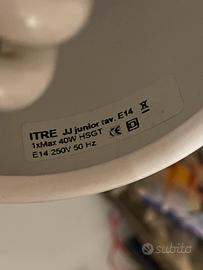 ITRE JJ junior tav. E14
1xMax 40W HSGT
E14 250V 50 Hz
subito